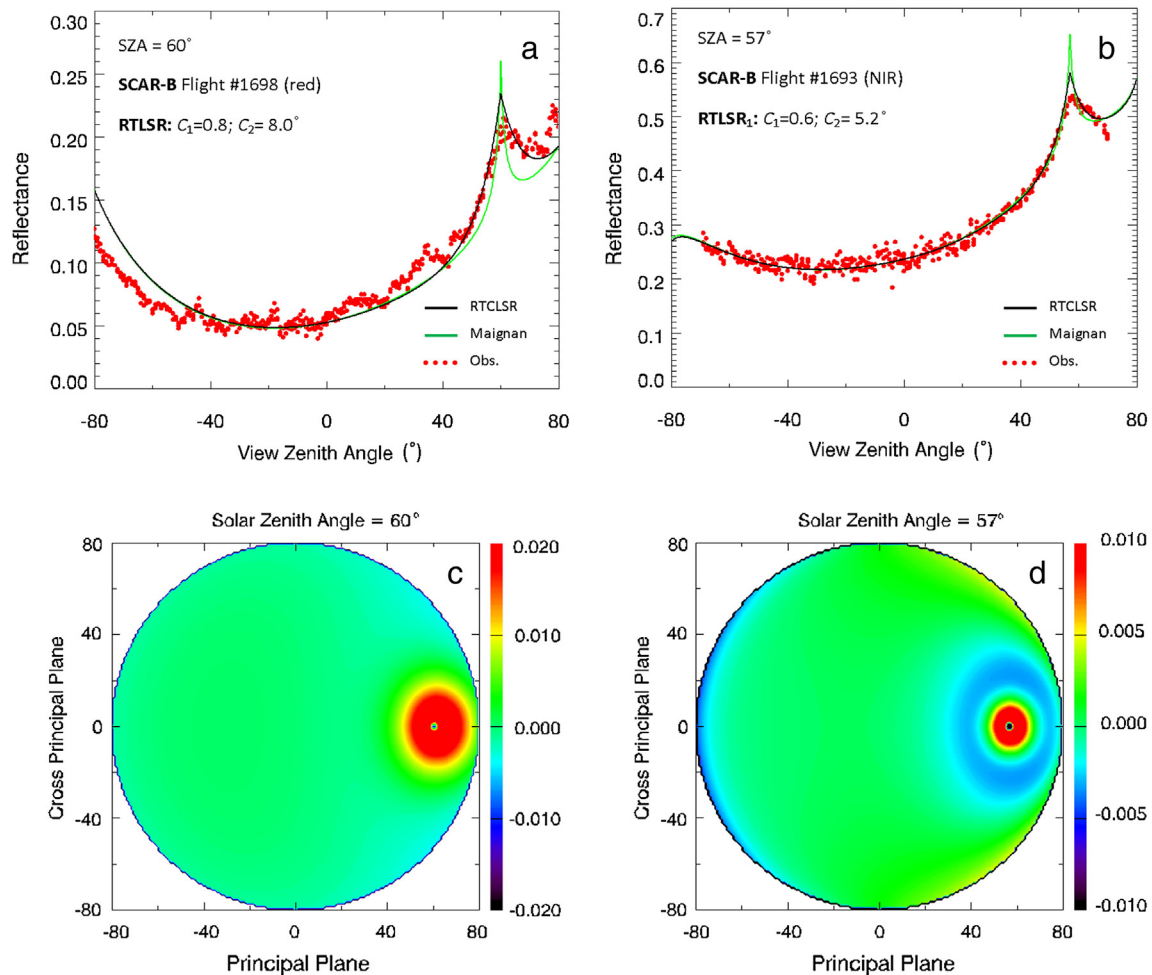 a
SZA = 60°
SCAR-B Flight #1698 (red)
RTLSR: C₁=0.8; C₂= 8.0°
0.30
0.25
0.20
0.15
0.10
0.05
0.00
Reflectance
RTCLSR
Maignan
Obs.
-80 -40 0 40 80
View Zenith Angle (°)
b
SZA = 57°
SCAR-B Flight #1693 (NIR)
RTLSR₁: C₁=0.6; C₂= 5.2°
0.7
0.6
0.5
0.4
0.3
0.2
0.1
0.0
Reflectance
RTCLSR
Maignan
Obs.
-80 -40 0 40 80
View Zenith Angle (°)
Solar Zenith Angle = 60°
c
80
40
0
-40
-80
Cross Principal Plane
-80 -40 0 40 80
Principal Plane
0.020
0.010
0.000
-0.010
-0.020
Solar Zenith Angle = 57°
d
80
40
0
-40
-80
Cross Principal Plane
-80 -40 0 40 80
Principal Plane
0.010
0.005
0.000
-0.005
-0.010